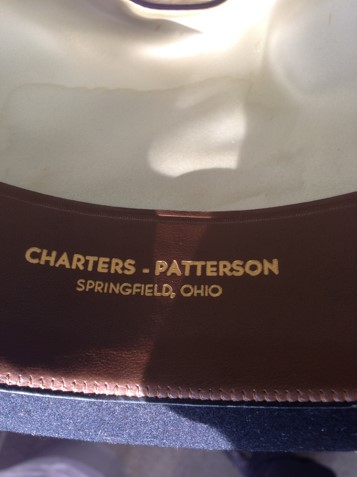 CHARTERS - PATTERSON
SPRINGFIELD, OHIO